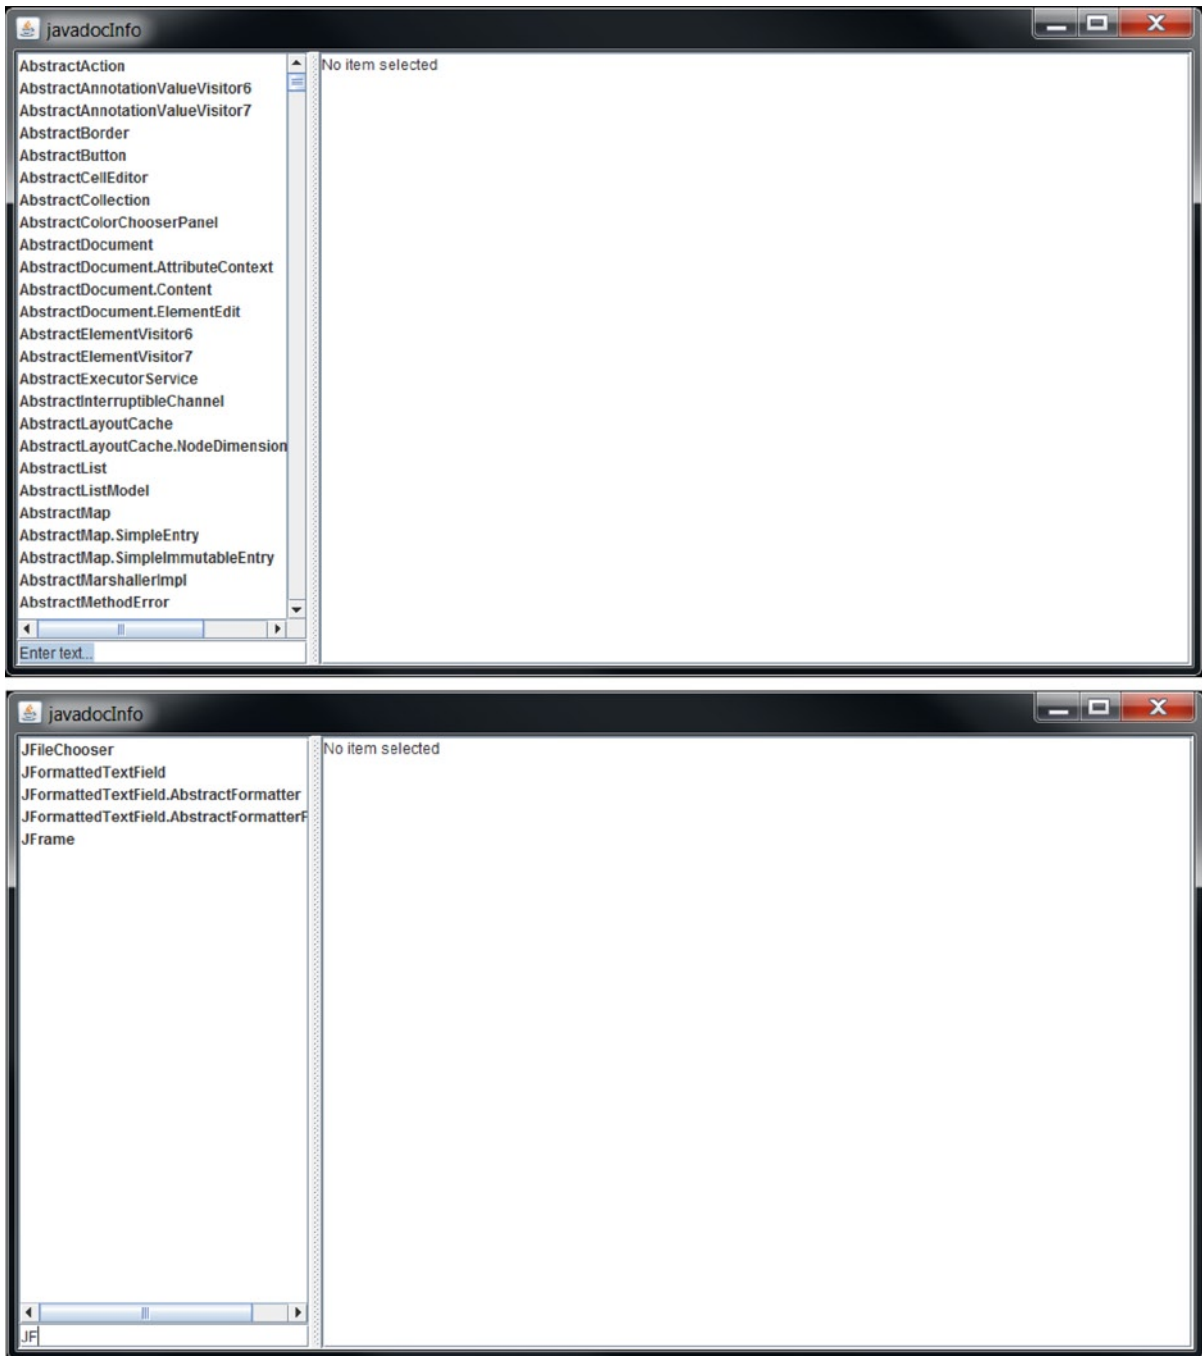 javadocInfo
AbstractAction
AbstractAnnotationValueVisitor6
AbstractAnnotationValueVisitor7
AbstractBorder
AbstractButton
AbstractCellEditor
AbstractCollection
AbstractColorChooserPanel
AbstractDocument
AbstractDocument.AttributeContext
AbstractDocument.Content
AbstractDocument.ElementEdit
AbstractElementVisitor6
AbstractElementVisitor7
AbstractExecutorService
AbstractInterruptibleChannel
AbstractLayoutCache
AbstractLayoutCache.NodeDimension
AbstractList
AbstractListModel
AbstractMap
AbstractMap.SimpleEntry
AbstractMap.SimpleImmutableEntry
AbstractMarshallerImpl
AbstractMethodError
Enter text...
No item selected
javadocInfo
JFileChooser
JFormattedTextField
JFormattedTextField.AbstractFormatter
JFormattedTextField.AbstractFormatterF
JFrame
JF
No item selected